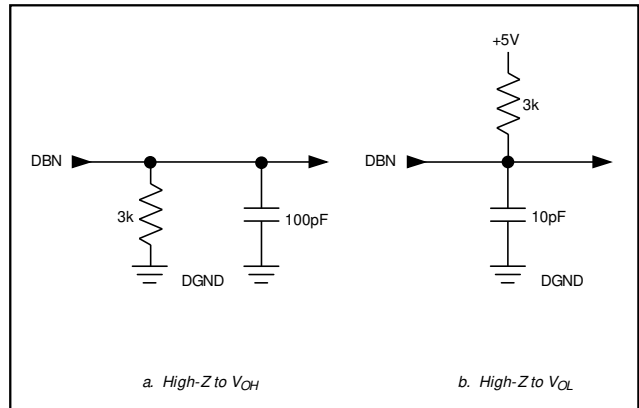 +5V
3k
DBN
DBN
3k
100pF
10pF
DGND
DGND
a. High-Z to VOH
b. High-Z to VOL